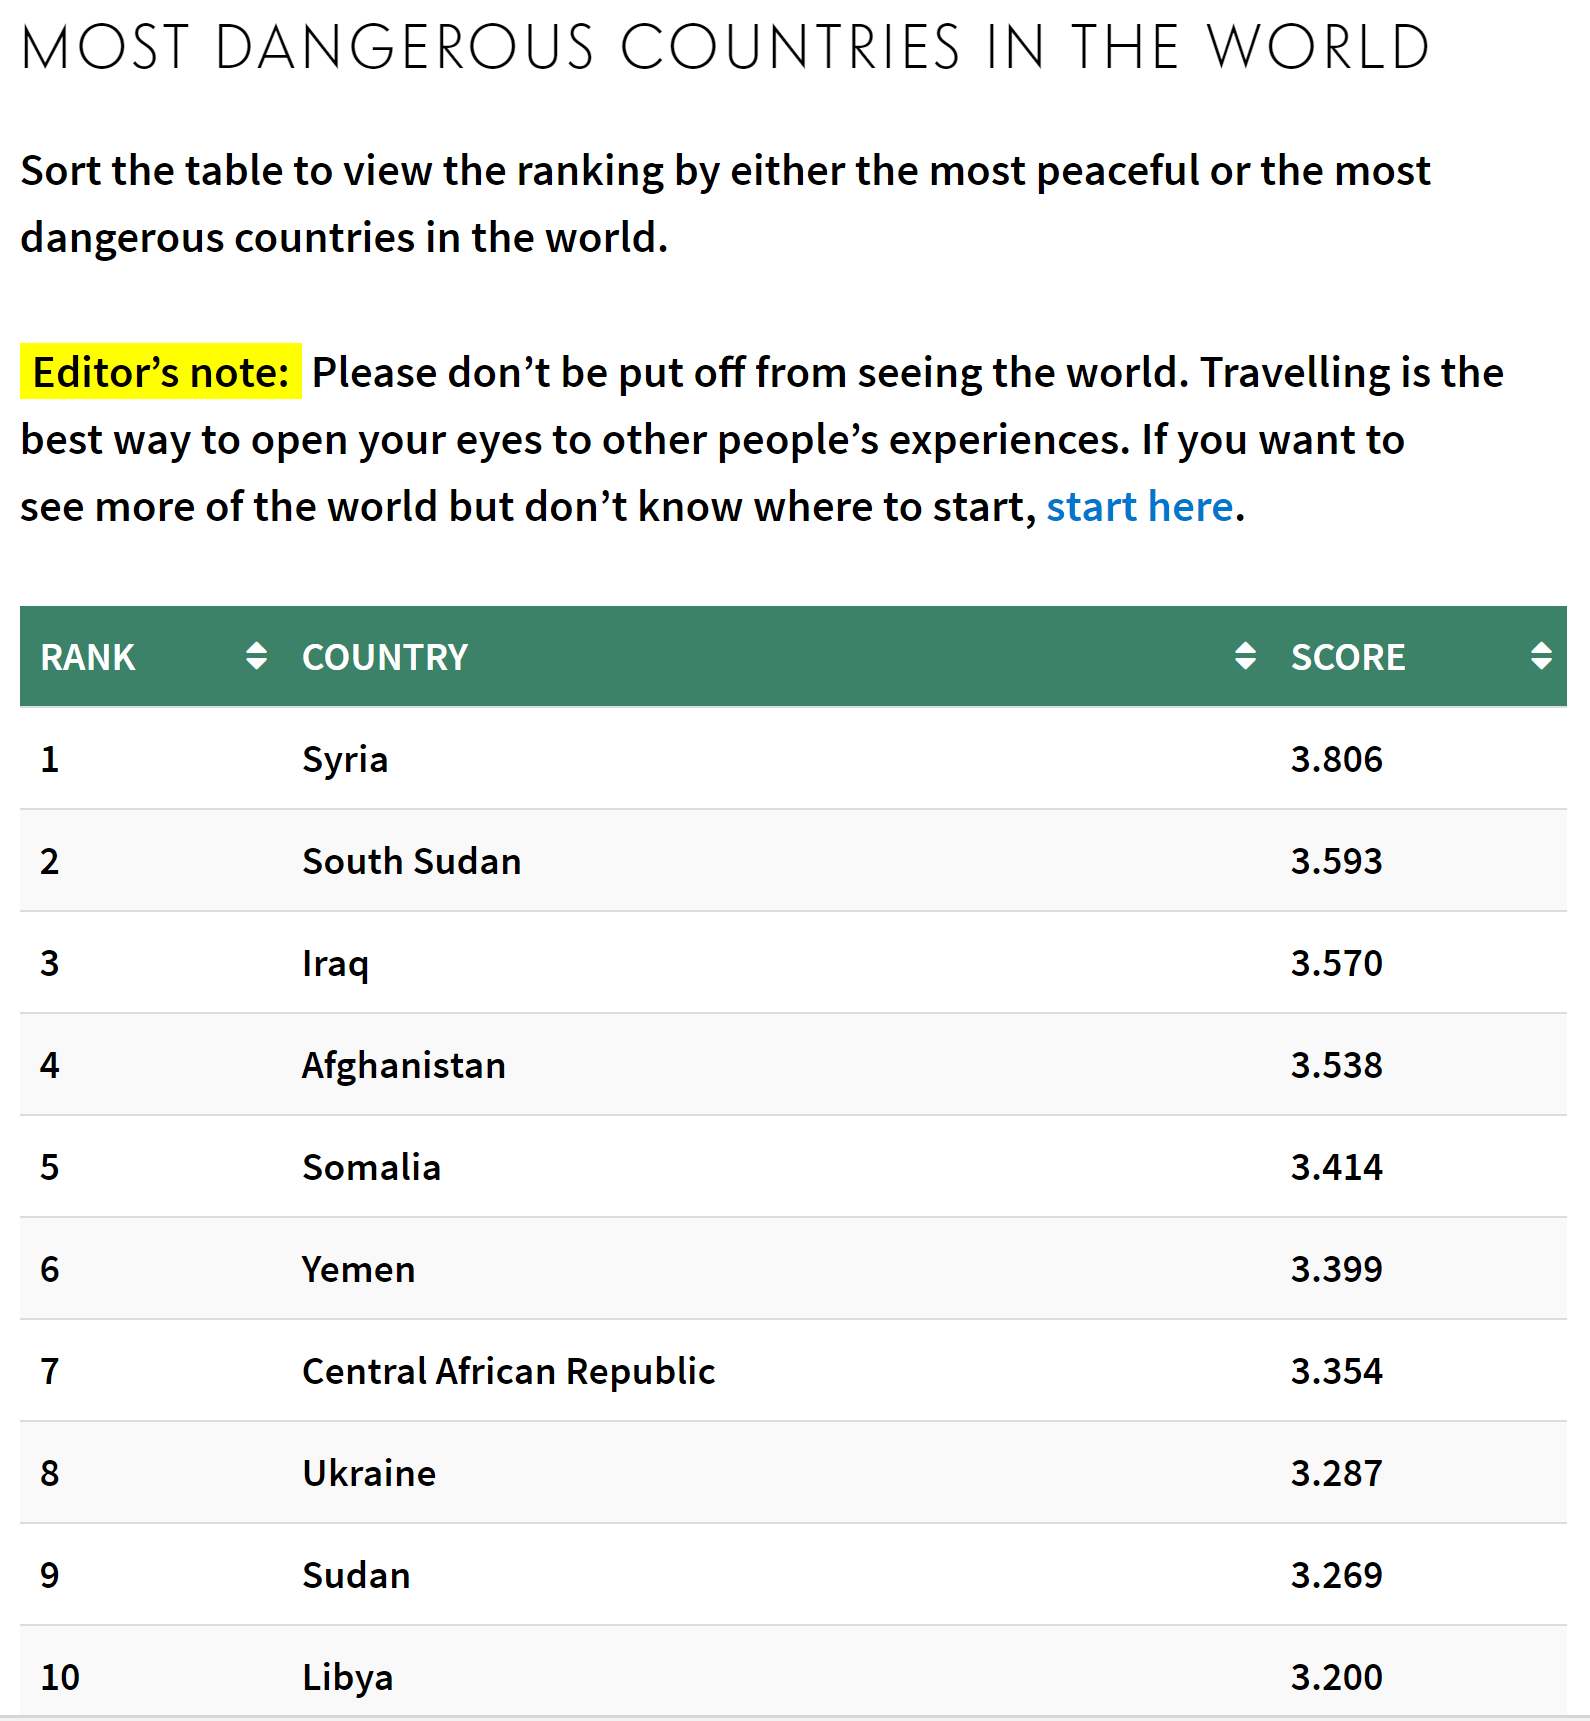 MOST DANGEROUS COUNTRIES IN THE WORLD
Sort the table to view the ranking by either the most peaceful or the most
dangerous countries in the world.
Editor’s note: Please don’t be put off from seeing the world. Travelling is the
best way to open your eyes to other people’s experiences. If you want to
see more of the world but don’t know where to start, start here.
RANK COUNTRY SCORE
1 Syria 3.806
2 South Sudan 3.593
3 Iraq 3.570
4 Afghanistan 3.538
5 Somalia 3.414
6 Yemen 3.399
7 Central African Republic 3.354
8 Ukraine 3.287
9 Sudan 3.269
10 Libya 3.200